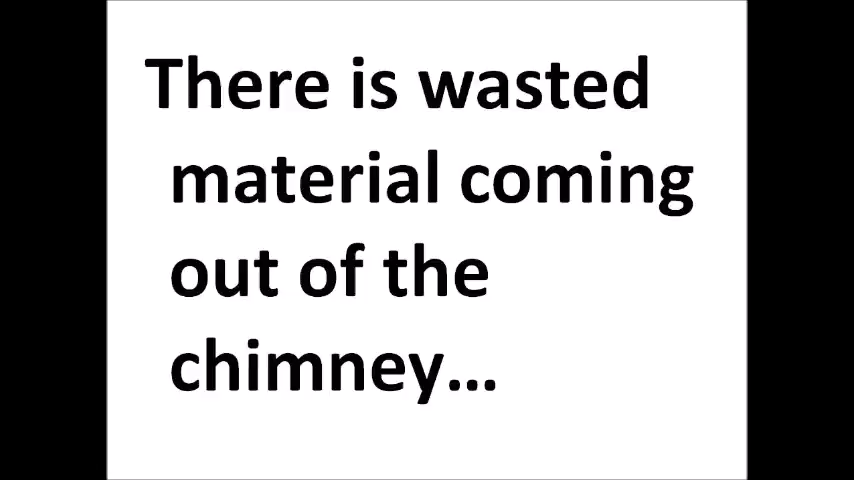 There is wasted
material coming
out of the
chimney...